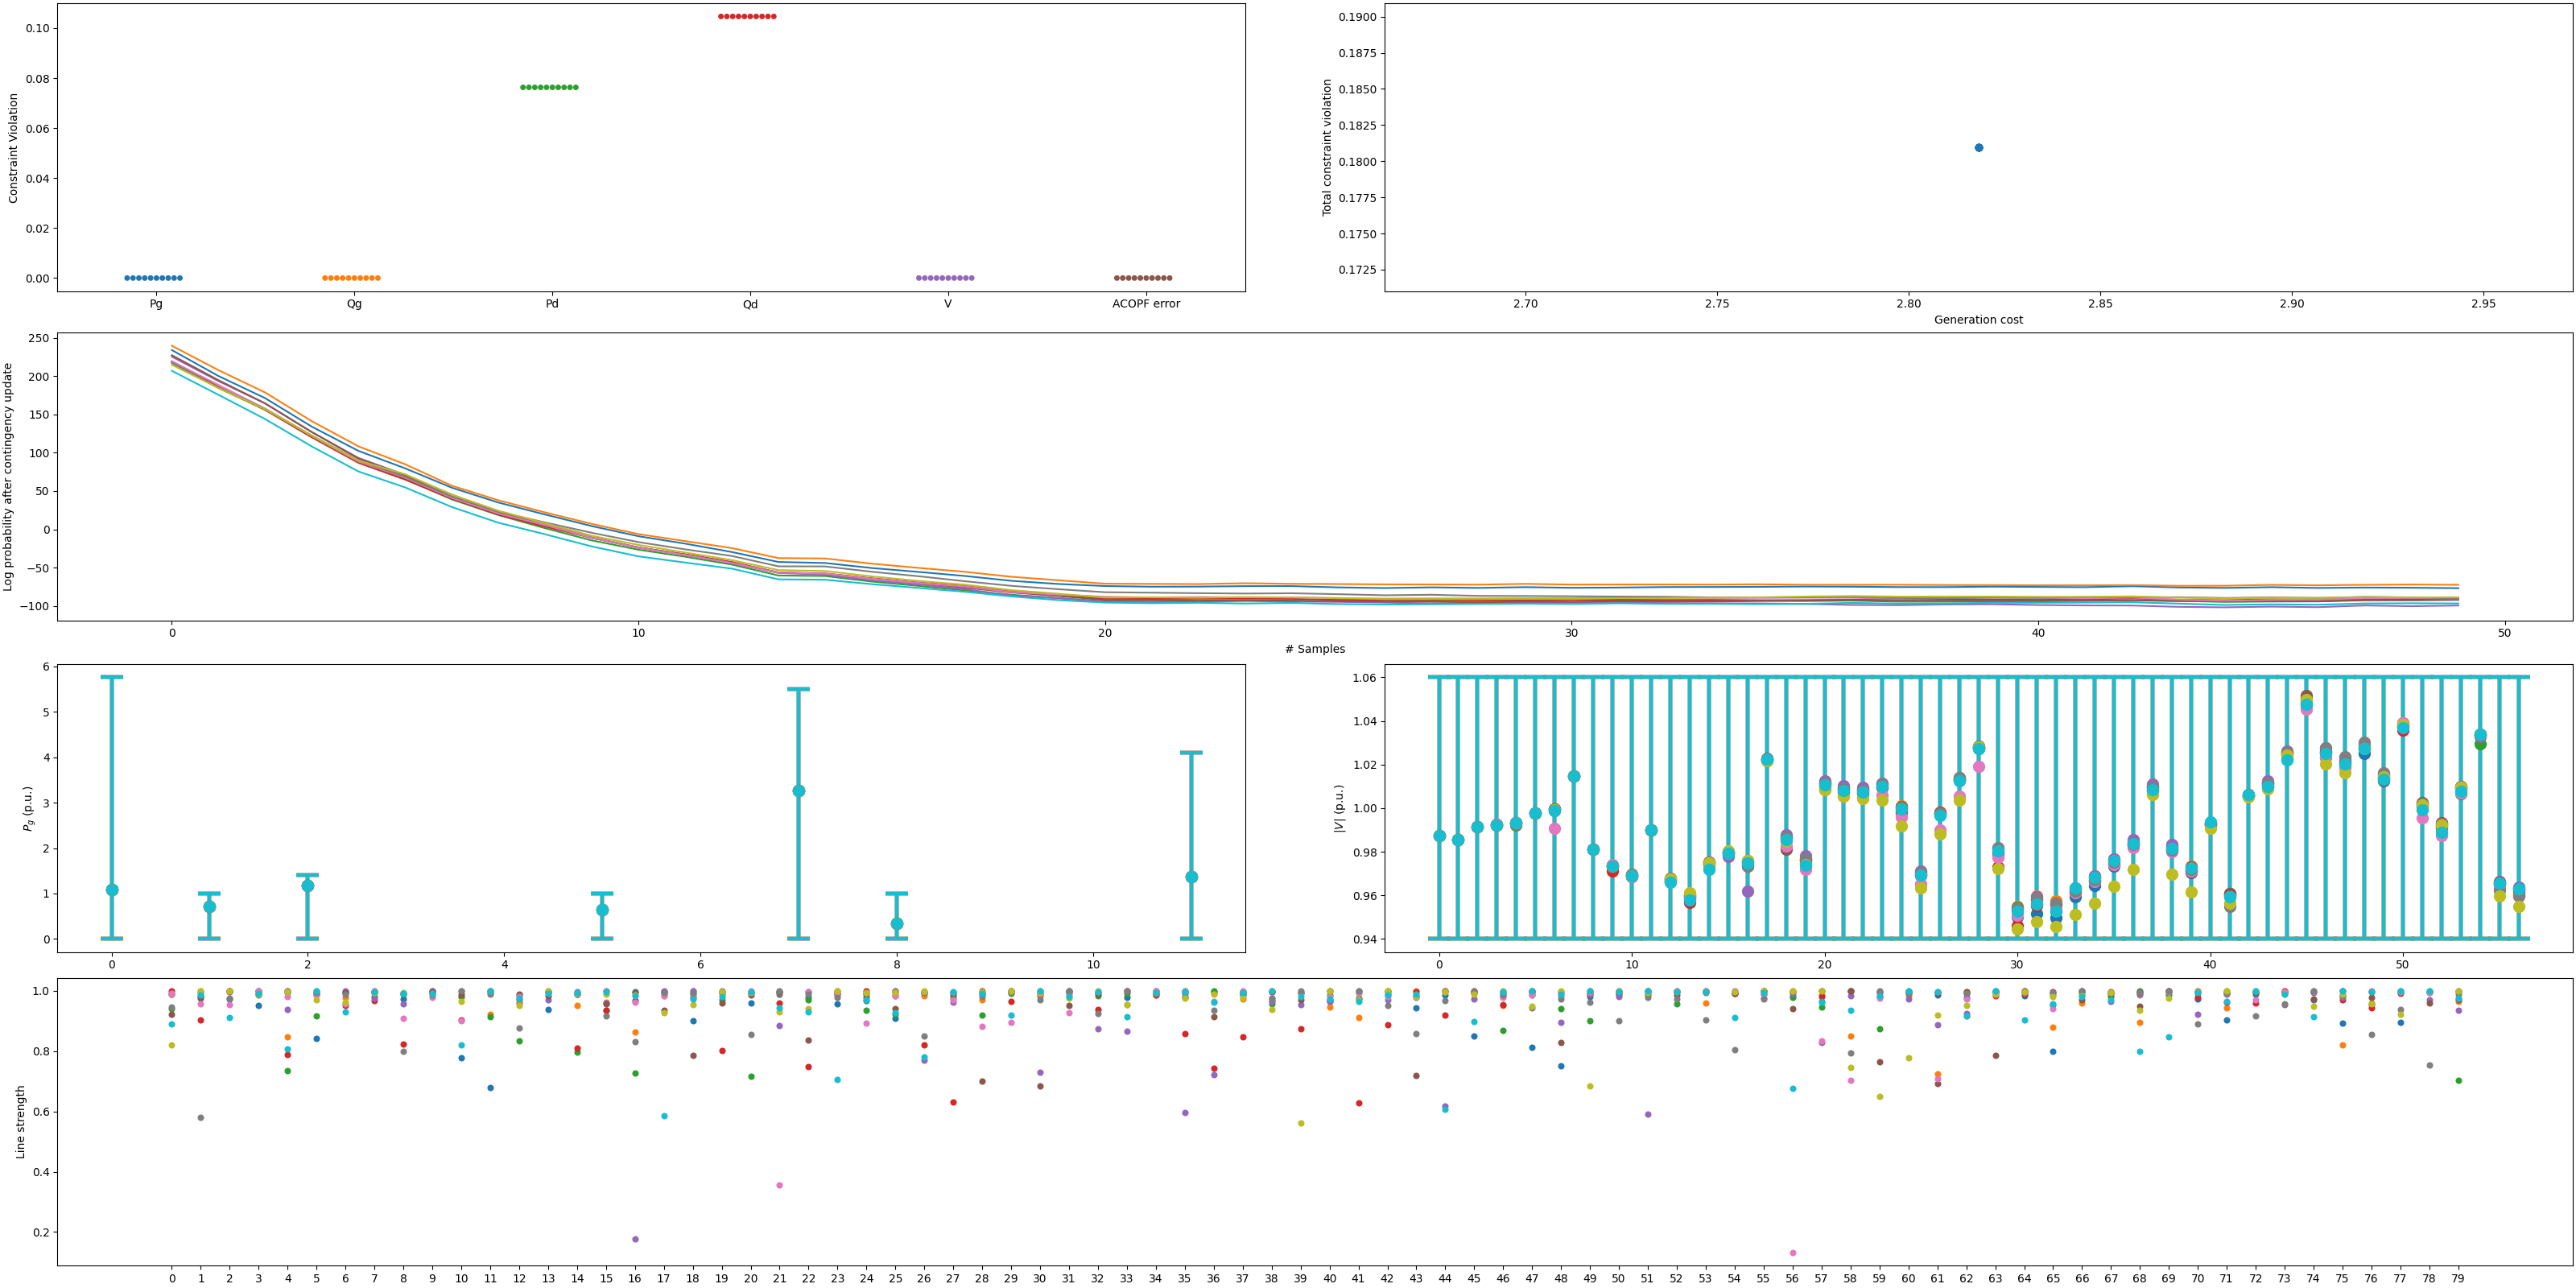 Constraint Violation
0.10
0.08
0.06
0.04
0.02
0.00
Pg Qg Pd Qd V ACOPF error
Total constraint violation
0.1900
0.1875
0.1850
0.1825
0.1800
0.1775
0.1750
0.1725
2.70 2.75 2.80 2.85 2.90 2.95
Generation cost
Log probability after contingency update
250
200
150
100
50
0
−50
−100
0 10 20 30 40 50
# Samples
P_g (p.u.)
6
5
4
3
2
1
0
0 2 4 6 8 10
|V| (p.u.)
1.06
1.04
1.02
1.00
0.98
0.96
0.94
0 10 20 30 40 50
Line strength
1.0
0.8
0.6
0.4
0.2
0 1 2 3 4 5 6 7 8 9 10 11 12 13 14 15 16 17 18 19 20 21 22 23 24 25 26 27 28 29 30 31 32 33 34 35 36 37 38 39 40 41 42 43 44 45 46 47 48 49 50 51 52 53 54 55 56 57 58 59 60 61 62 63 64 65 66 67 68 69 70 71 72 73 74 75 76 77 78 79